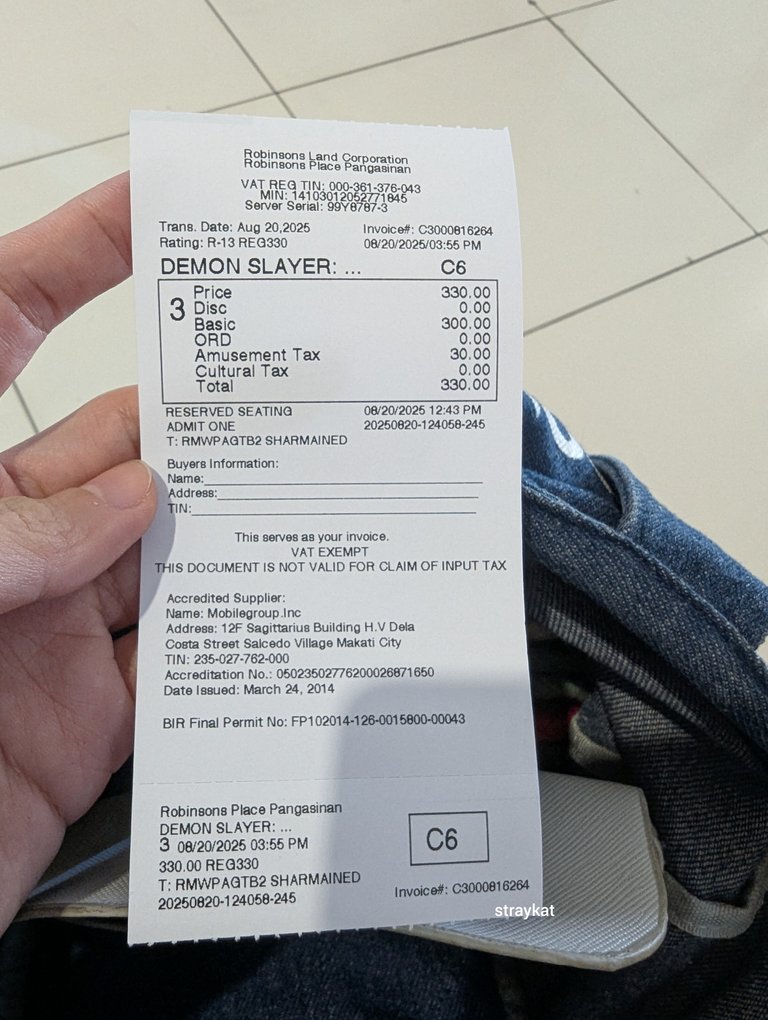 Robinsons Land Corporation
Robinsons Place Pangasinan
VAT REG TIN: 000-361-376-043
MIN: 14103012052771845
Server Serial: 99Y8787-3
Trans. Date: Aug 20,2025 Invoice#: C3000816264
Rating: R-13 REG330 08/20/2025/03:55 PM
DEMON SLAYER: ... C6
3
Price 330.00
Disc 0.00
Basic 300.00
ORD 0.00
Amusement Tax 30.00
Cultural Tax 0.00
Total 330.00
RESERVED SEATING 08/20/2025 12:43 PM
ADMIT ONE 20250820-124058-245
T: RMWPAGTB2 SHARMAINED
Buyers Information:
Name:
Address:
TIN:
This serves as your invoice.
VAT EXEMPT
THIS DOCUMENT IS NOT VALID FOR CLAIM OF INPUT TAX
Accredited Supplier:
Name: Mobilegroup.Inc
Address: 12F Sagittarius Building H.V Dela
Costa Street Salcedo Village Makati City
TIN: 235-027-762-000
Accreditation No.: 05023502776200026871650
Date Issued: March 24, 2014
BIR Final Permit No: FP102014-126-0015800-00043
Robinsons Place Pangasinan
DEMON SLAYER: ...
3 08/20/2025 03:55 PM
C6
330.00 REG330
T: RMWPAGTB2 SHARMAINED
20250820-124058-245
Invoice#: C3000816264
straykat